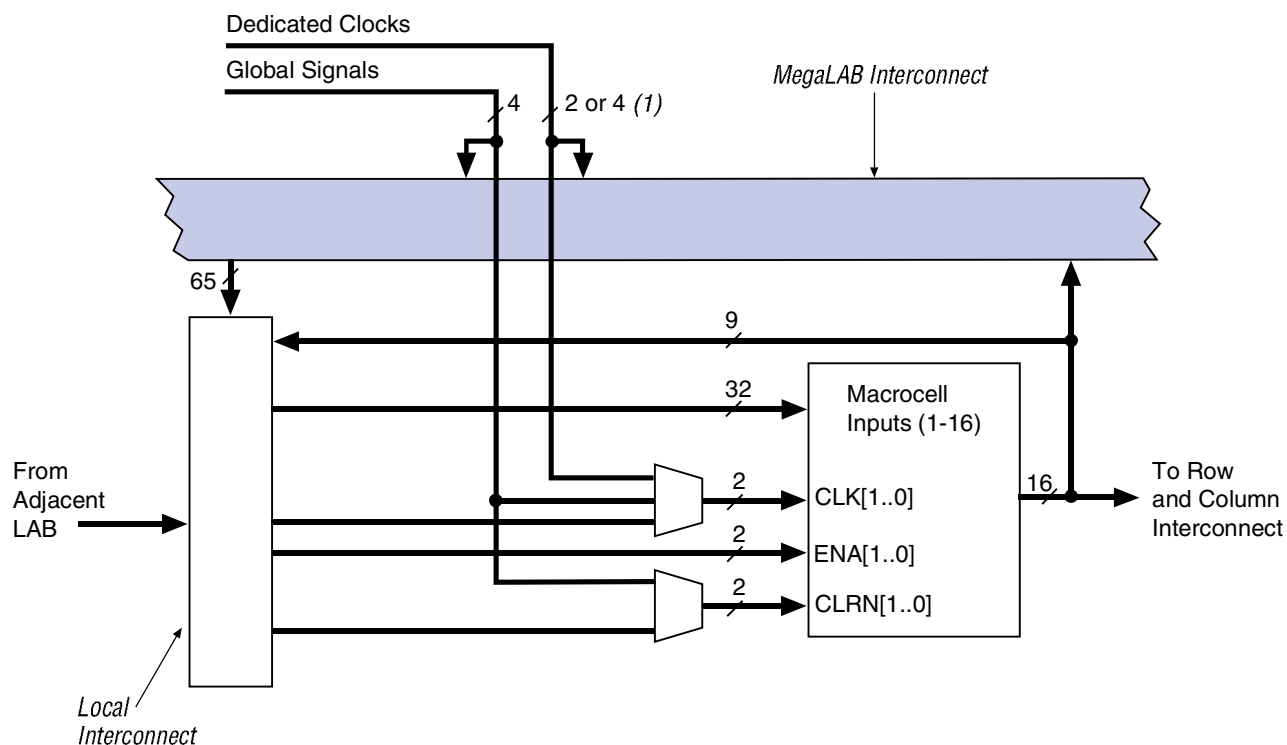 Dedicated Clocks
Global Signals
MegaLAB Interconnect
4
2 or 4 (1)
65
9
32
Macrocell
Inputs (1-16)
From
Adjacent
LAB
2
CLK[1..0]
16
To Row
and Column
Interconnect
2
ENA[1..0]
2
CLRN[1..0]
Local
Interconnect